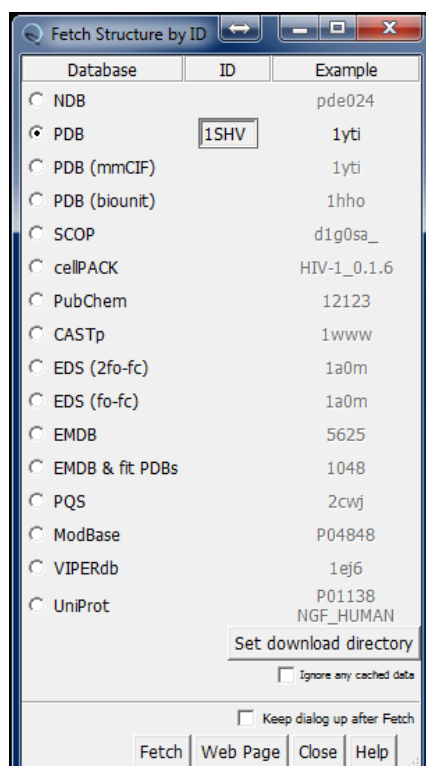 Fetch Structure by ID
Database ID Example
NDB pde024
PDB 1SHV 1yti
PDB (mmCIF) 1yti
PDB (biounit) 1hho
SCOP d1g0sa_
cellPACK HIV-1_0.1.6
PubChem 12123
CASTp 1www
EDS (2fo-fc) 1a0m
EDS (fo-fc) 1a0m
EMDB 5625
EMDB & fit PDBs 1048
PQS 2cwj
ModBase P04848
VIPERdb 1ej6
UniProt P01138
NGF_HUMAN
Set download directory
Ignore any cached data
Keep dialog up after Fetch
Fetch Web Page Close Help